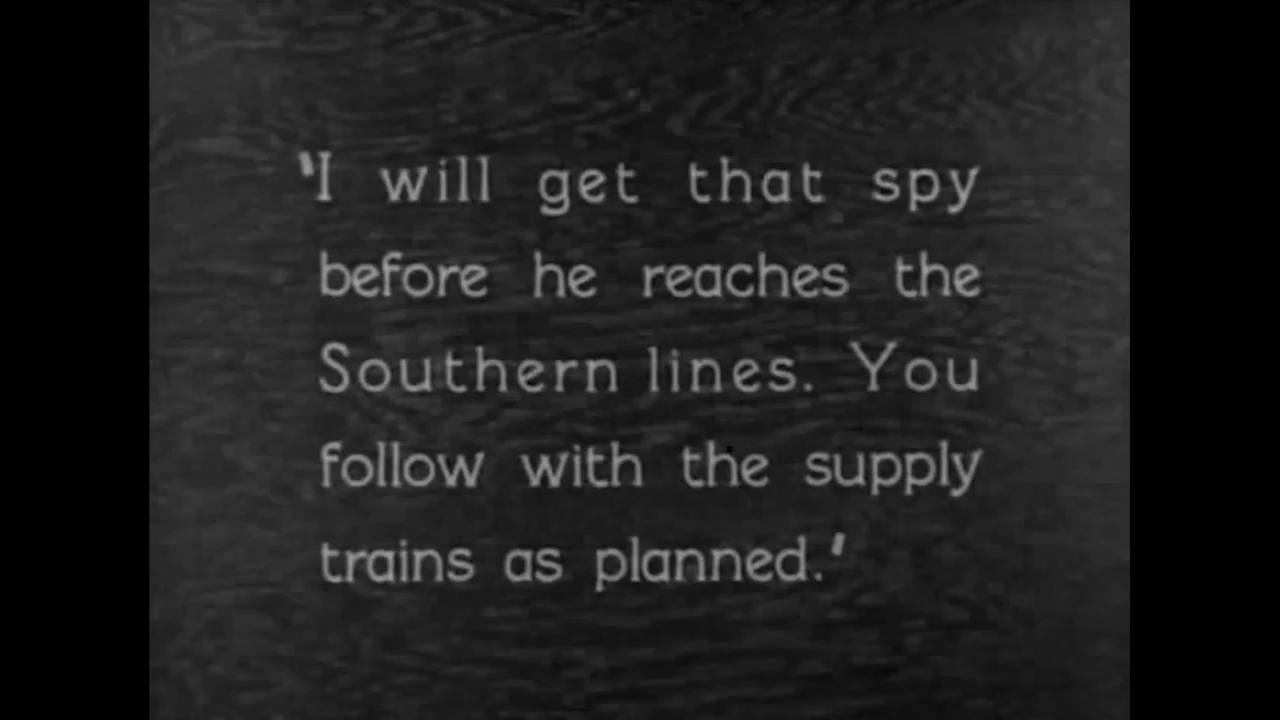 'I will get that spy
before he reaches the
Southern lines. You
follow with the supply
trains as planned.'